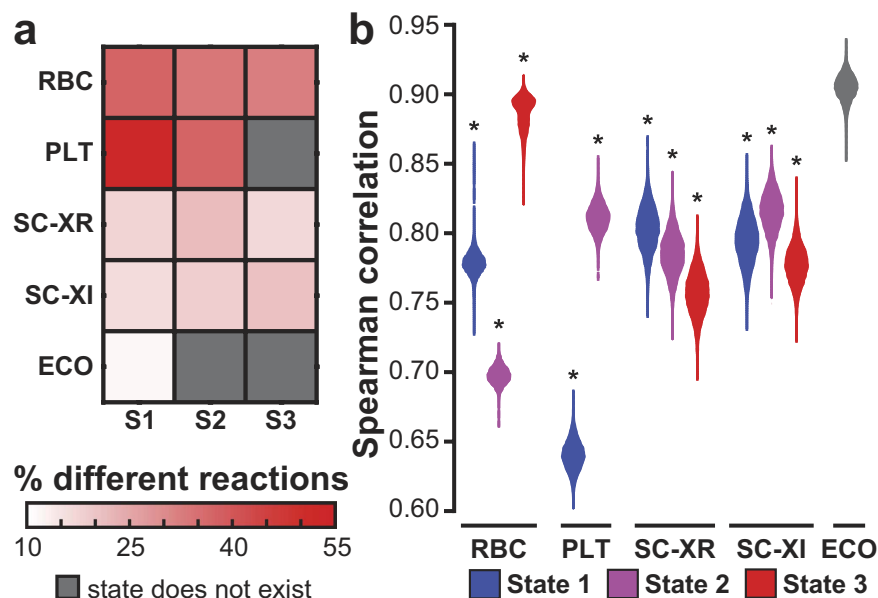 a
RBC
PLT
SC-XR
SC-XI
ECO
S1 S2 S3
% different reactions
10 25 40 55
state does not exist
b
Spearman correlation
0.95
0.90
0.85
0.80
0.75
0.70
0.65
0.60
* * * * * * * * * * *
RBC PLT SC-XR SC-XI ECO
State 1 State 2 State 3